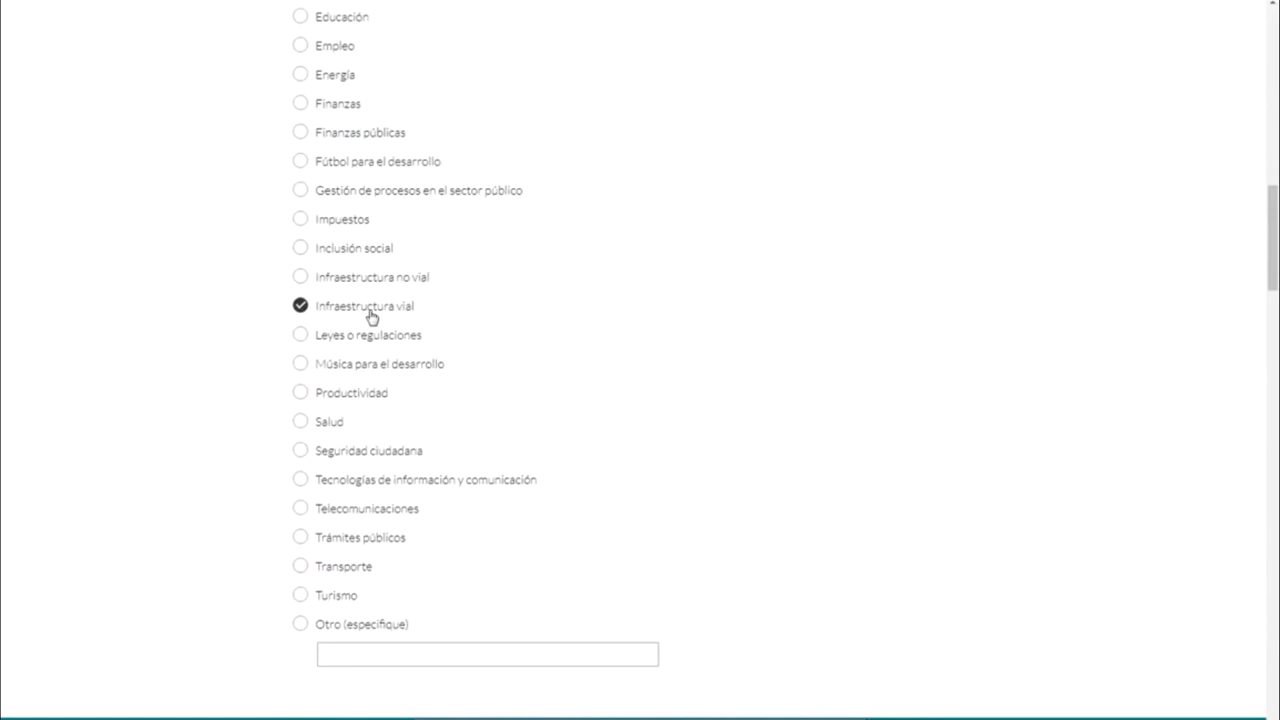 Educación
Empleo
Energía
Finanzas
Finanzas públicas
Fútbol para el desarrollo
Gestión de procesos en el sector público
Impuestos
Inclusión social
Infraestructura no vial
Infraestructura vial
Leyes o regulaciones
Música para el desarrollo
Productividad
Salud
Seguridad ciudadana
Tecnologías de información y comunicación
Telecomunicaciones
Trámites públicos
Transporte
Turismo
Otro (especifique)